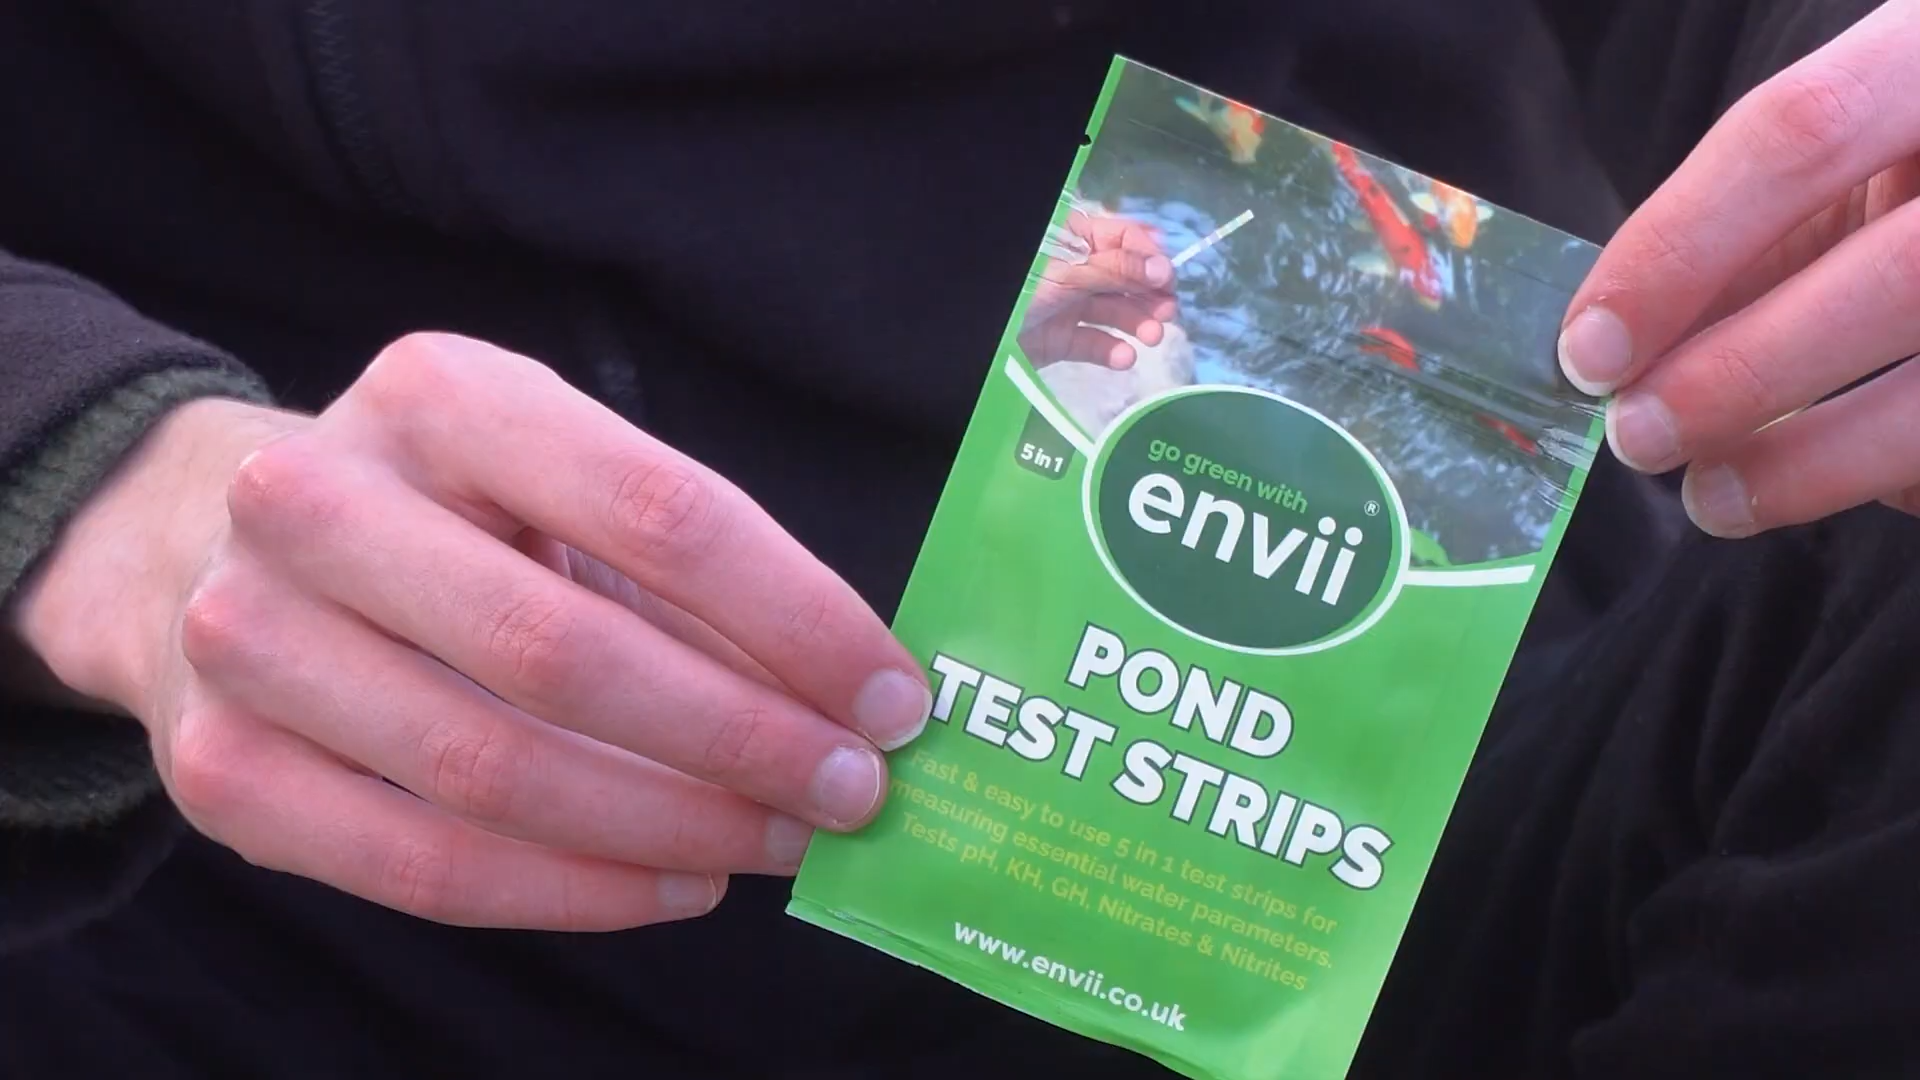 5 in 1
go green with
envii®
POND
TEST STRIPS
Fast & easy to use 5 in 1 test strips for
measuring essential water parameters.
Tests pH, KH, GH, Nitrates & Nitrites
www.envii.co.uk